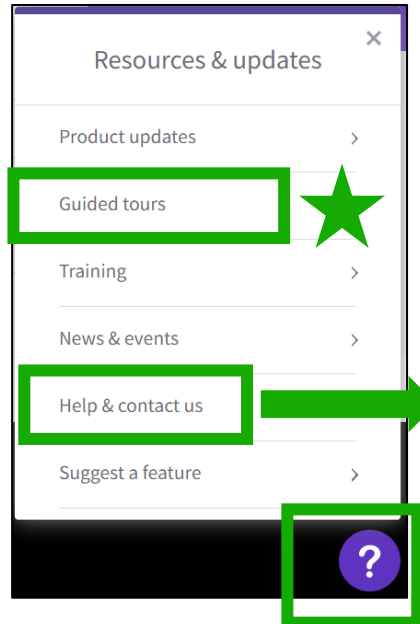 Resources & updates
Product updates
Guided tours
Training
News & events
Help & contact us
Suggest a feature
?